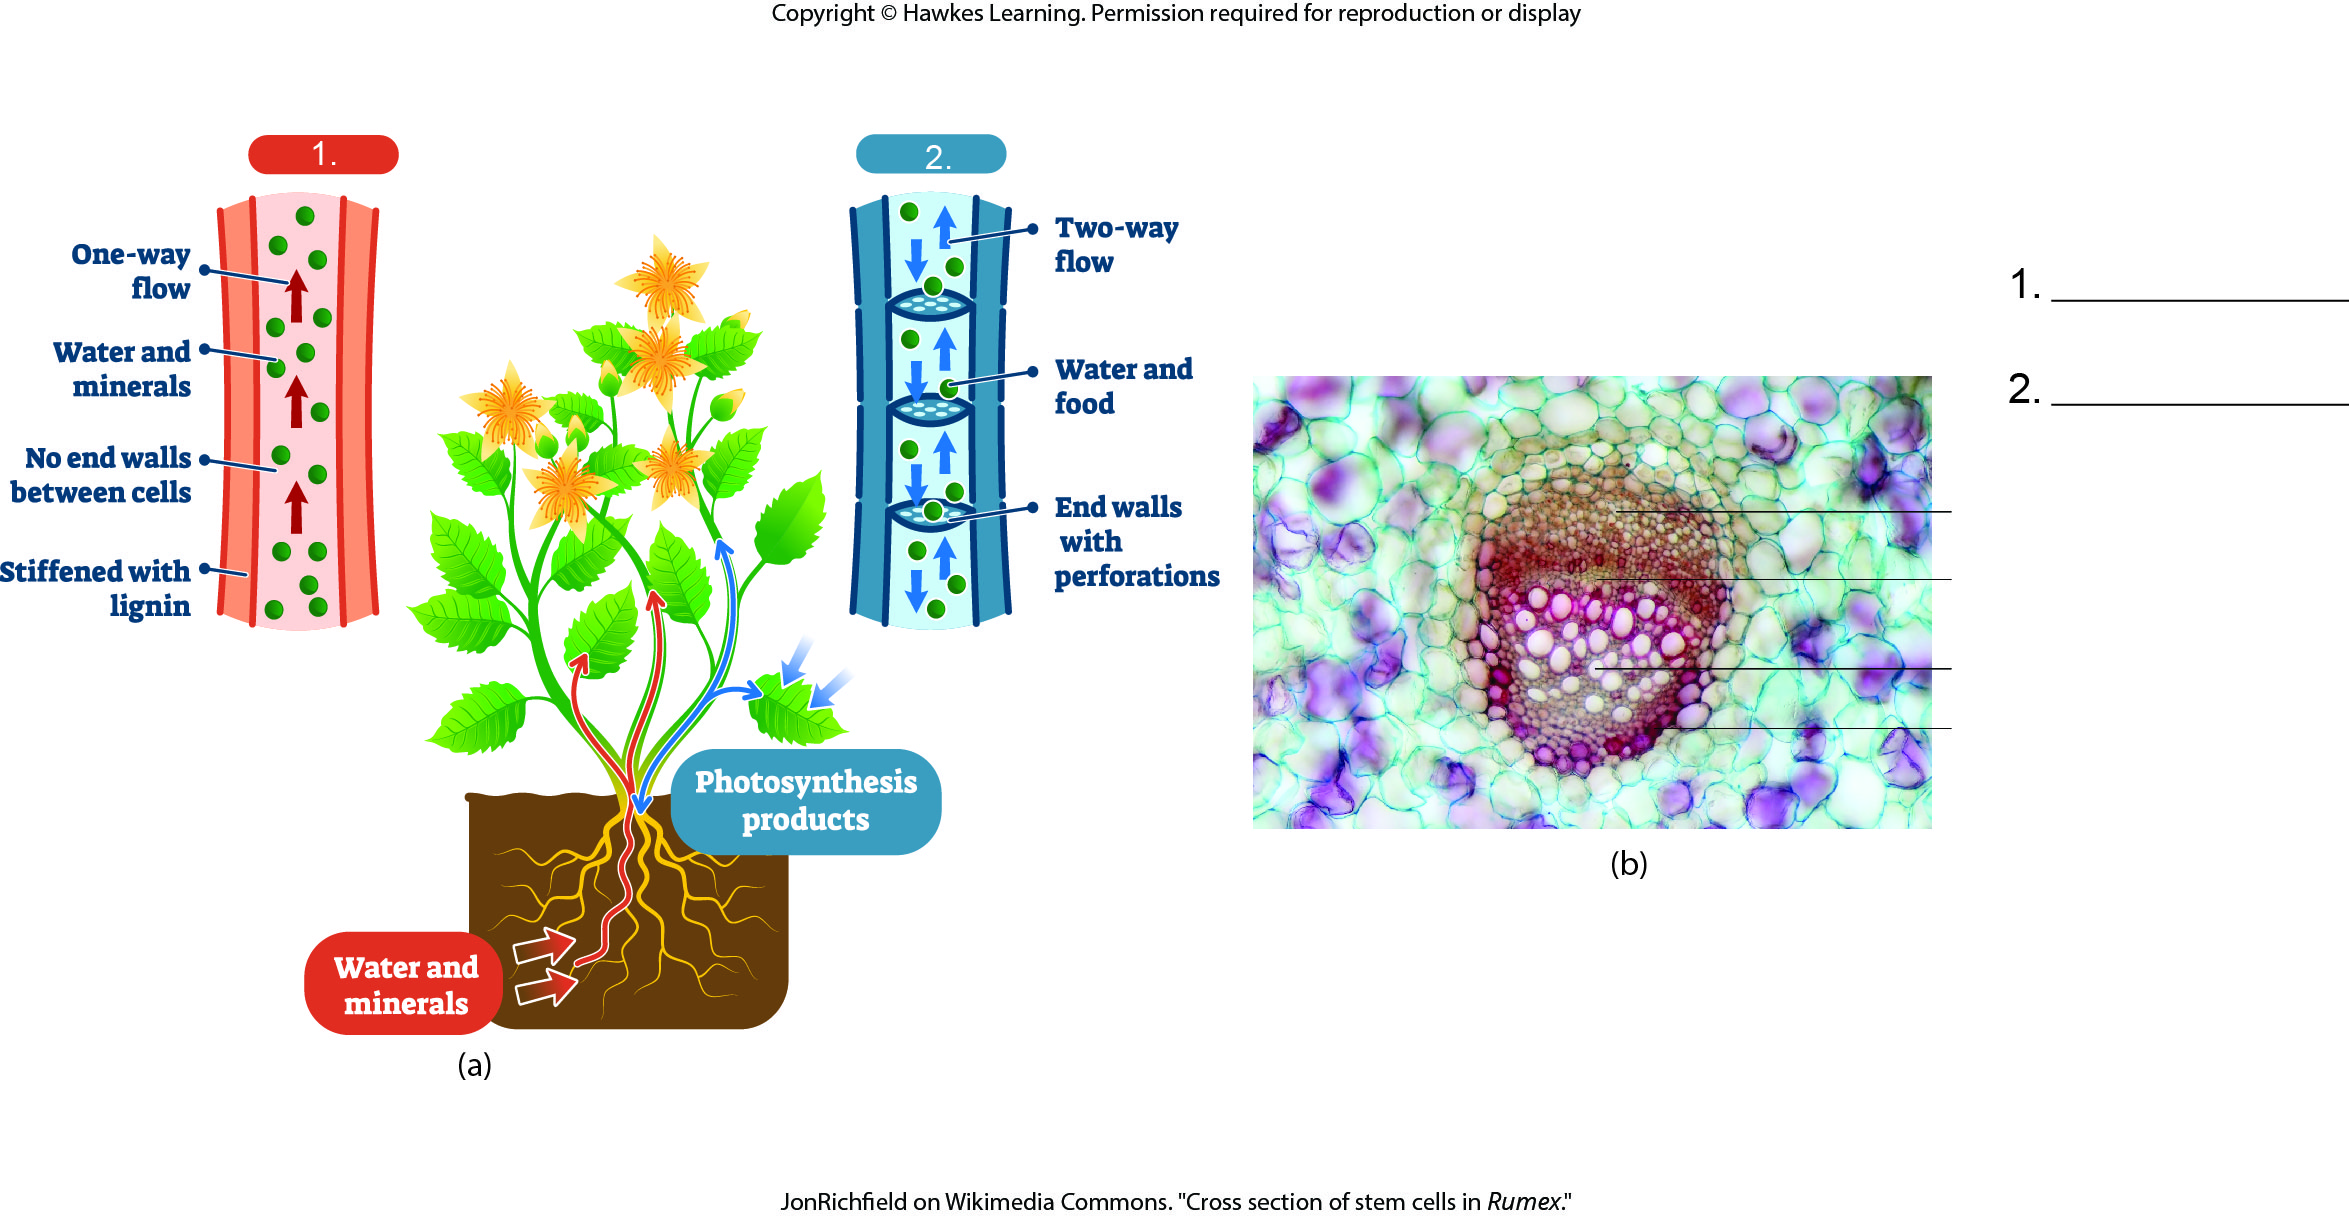 Copyright © Hawkes Learning. Permission required for reproduction or display
1.
One-way
flow
Water and
minerals
No end walls
between cells
Stiffened with
lignin
2.
Two-way
flow
Water and
food
End walls
with
perforations
Photosynthesis
products
Water and
minerals
(a)
(b)
1.
2.
JonRichfield on Wikimedia Commons. "Cross section of stem cells in Rumex."